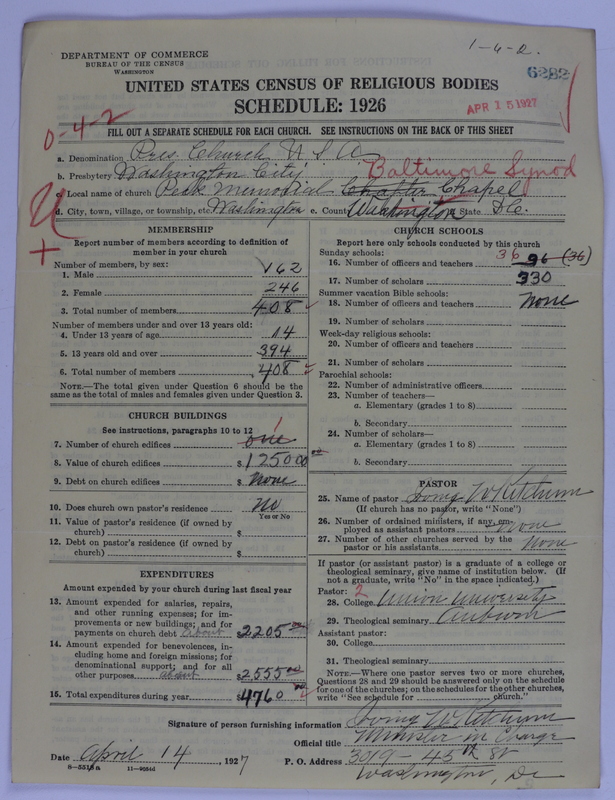 1-6-2.
DEPARTMENT OF COMMERCE
BUREAU OF THE CENSUS
WASHINGTON
6282
UNITED STATES CENSUS OF RELIGIOUS BODIES
SCHEDULE: 1926
APR 15 1927
0-4-2
FILL OUT A SEPARATE SCHEDULE FOR EACH CHURCH. SEE INSTRUCTIONS ON THE BACK OF THIS SHEET
a. Denomination Pres. Church U S A
b. Presbytery Washington City Baltimore Synod
c. Local name of church Peck Memorial Chapel
d. City, town, village, or township, etc. Washington e. County Washington f. State D.C.
MEMBERSHIP
Report number of members according to definition of
member in your church
Number of members, by sex:
1. Male 162
2. Female 246
3. Total number of members 408
Number of members under and over 13 years old:
4. Under 13 years of age 14
5. 13 years old and over 394
6. Total number of members 408
NOTE.—The total given under Question 6 should be the
same as the total of males and females given under Question 3.
CHURCH BUILDINGS
See instructions, paragraphs 10 to 12
7. Number of church edifices one 1
8. Value of church edifices $ 125000 00
9. Debt on church edifices $ None
10. Does church own pastor's residence? No
Yes or No
11. Value of pastor's residence (if owned by
church) $
12. Debt on pastor's residence (if owned by
church) $
EXPENDITURES
Amount expended by your church during last fiscal year
13. Amount expended for salaries, repairs,
and other running expenses; for im-
provements or new buildings; and for
payments on church debt about $ 2205 00
14. Amount expended for benevolences, in-
cluding home and foreign missions; for
denominational support; and for all
other purposes about $ 2555 00
15. Total expenditures during year $ 4760 00
CHURCH SCHOOLS
Report here only schools conducted by this church
Sunday schools:
16. Number of officers and teachers 36 (36)
17. Number of scholars 330
Summer vacation Bible schools:
18. Number of officers and teachers None
19. Number of scholars
Week-day religious schools:
20. Number of officers and teachers
21. Number of scholars
Parochial schools:
22. Number of administrative officers
23. Number of teachers—
a. Elementary (grades 1 to 8)
b. Secondary
24. Number of scholars—
a. Elementary (grades 1 to 8)
b. Secondary
PASTOR
25. Name of pastor Irving W Ketchum
(If church has no pastor, write "None")
26. Number of ordained ministers, if any, em-
ployed as assistant pastors None
27. Number of other churches served by the
pastor or his assistants None
If pastor (or assistant pastor) is a graduate of a college or
theological seminary, give name of institution below. (If
not a graduate, write "No" in the space indicated.)
Pastor: 2
28. College Union University
29. Theological seminary Auburn
Assistant pastor:
30. College
31. Theological seminary
NOTE.—Where one pastor serves two or more churches,
Questions 28 and 29 should be answered only on the schedule
for one of the churches; on the schedules for the other churches,
write "See schedule for church."
Signature of person furnishing information Irving W Ketchum
Official title Minister in Charge
Date April 14, 1927 P. O. Address 3019-45th St
Washington, DC
11—9884d